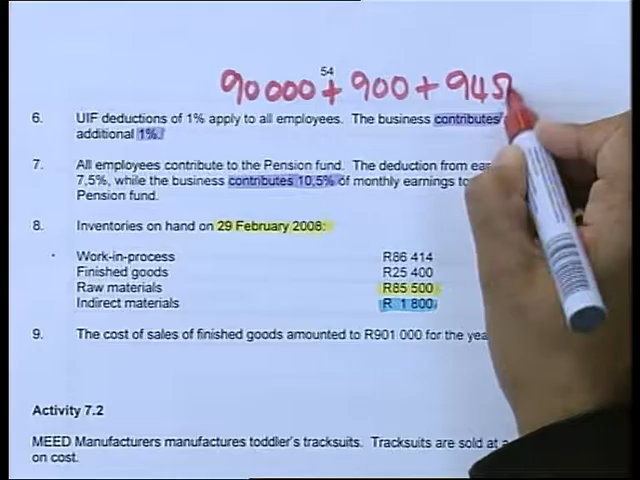 54
90 000 + 900 + 945
6. UIF deductions of 1% apply to all employees. The business contributes
additional 1%.
7. All employees contribute to the Pension fund. The deduction from
7,5%, while the business contributes 10,5% of monthly earnings to
Pension fund.
8. Inventories on hand on 29 February 2008:
Work-in-process R86 414
Finished goods R25 400
Raw materials R85 500
Indirect materials R 1 800
9. The cost of sales of finished goods amounted to R901 000 for the year
Activity 7.2
MEED Manufacturers manufactures toddler's tracksuits. Tracksuits are sold at
on cost.